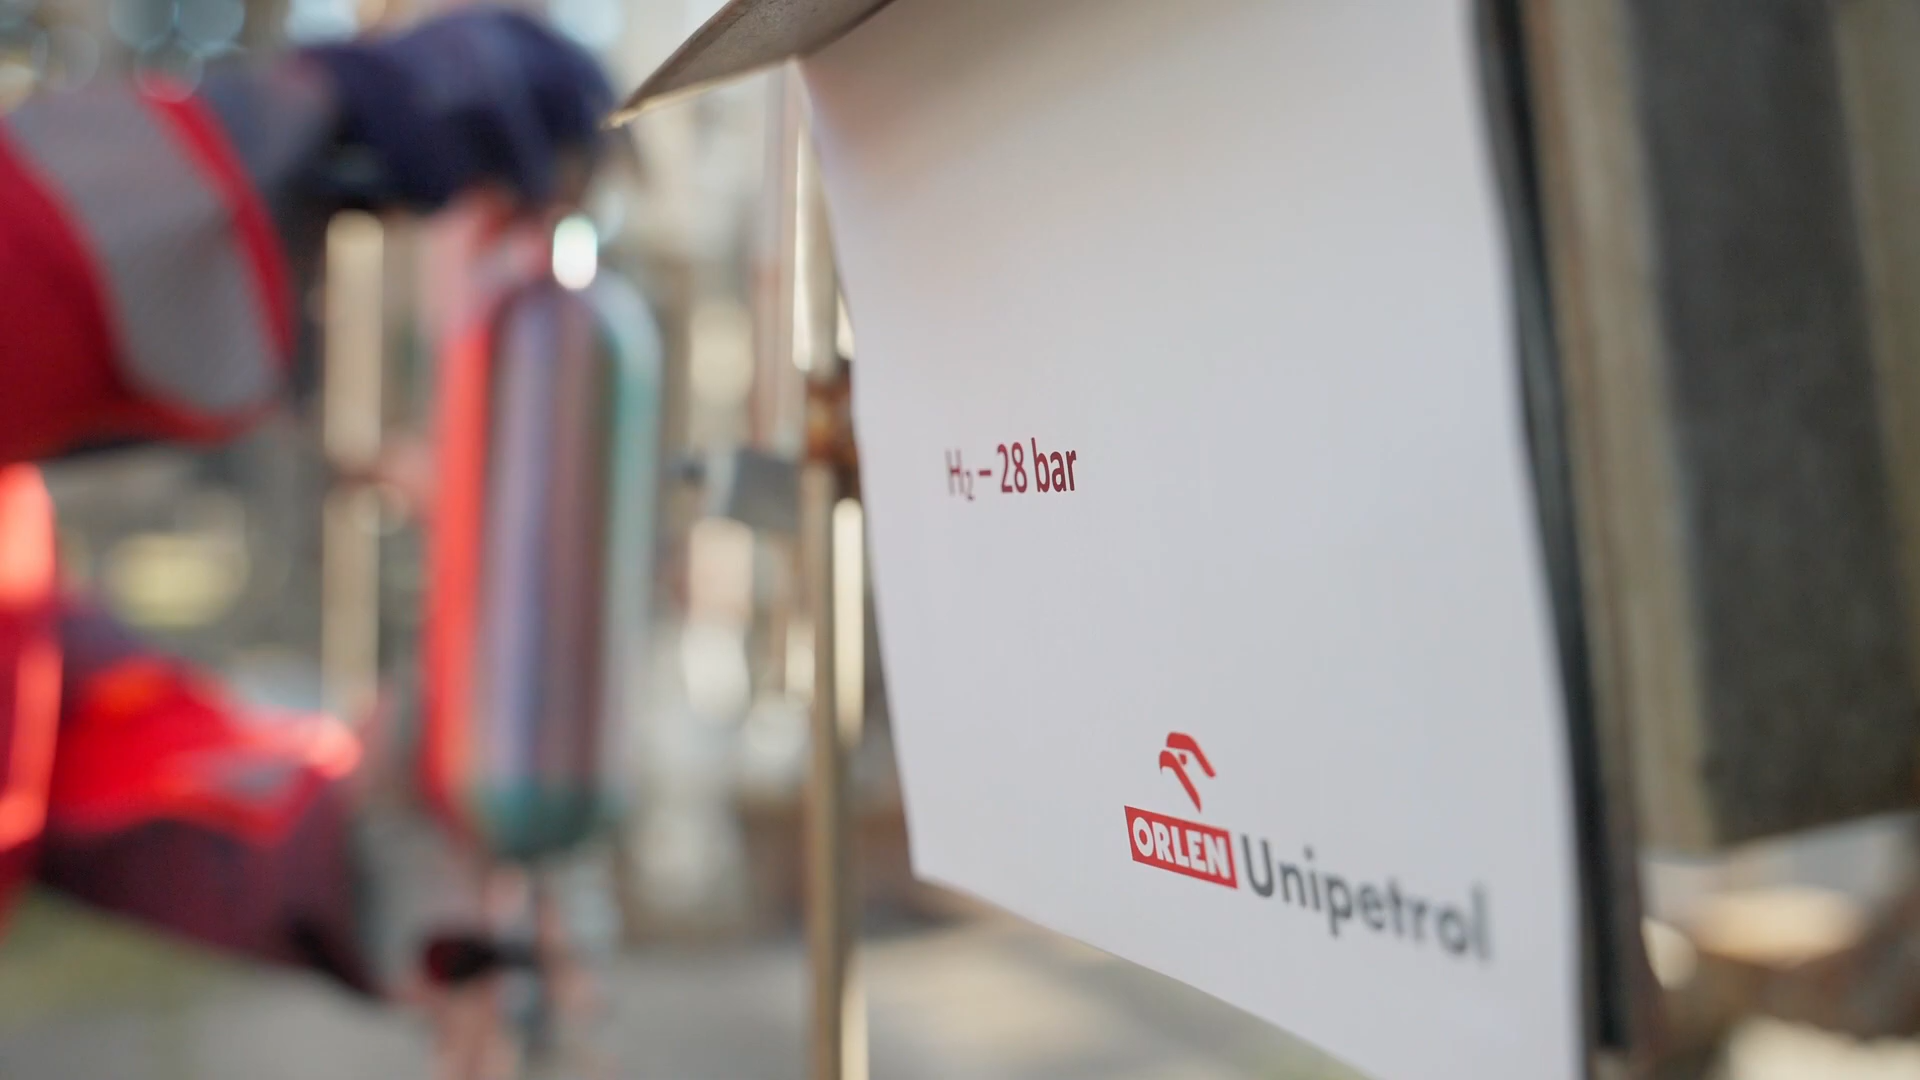 H₂ – 28 bar
ORLEN Unipetrol